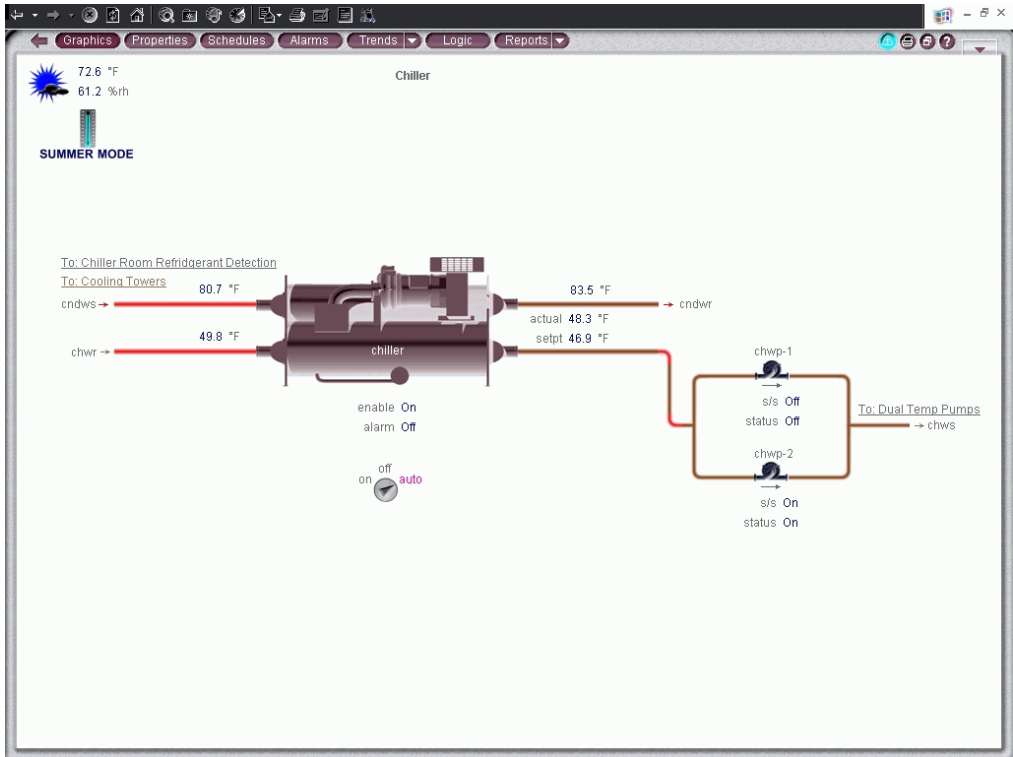 Graphics Properties Schedules Alarms Trends Logic Reports
72.6 °F
61.2 %rh
Chiller
SUMMER MODE
To: Chiller Room Refridgerant Detection
To: Cooling Towers
80.7 °F
83.5 °F
cndws
cndwr
actual 48.3 °F
49.8 °F
setpt 46.9 °F
chwr
chiller
chwp-1
enable On
s/s Off
alarm Off
status Off
To: Dual Temp Pumps
chws
chwp-2
off
on auto
s/s On
status On